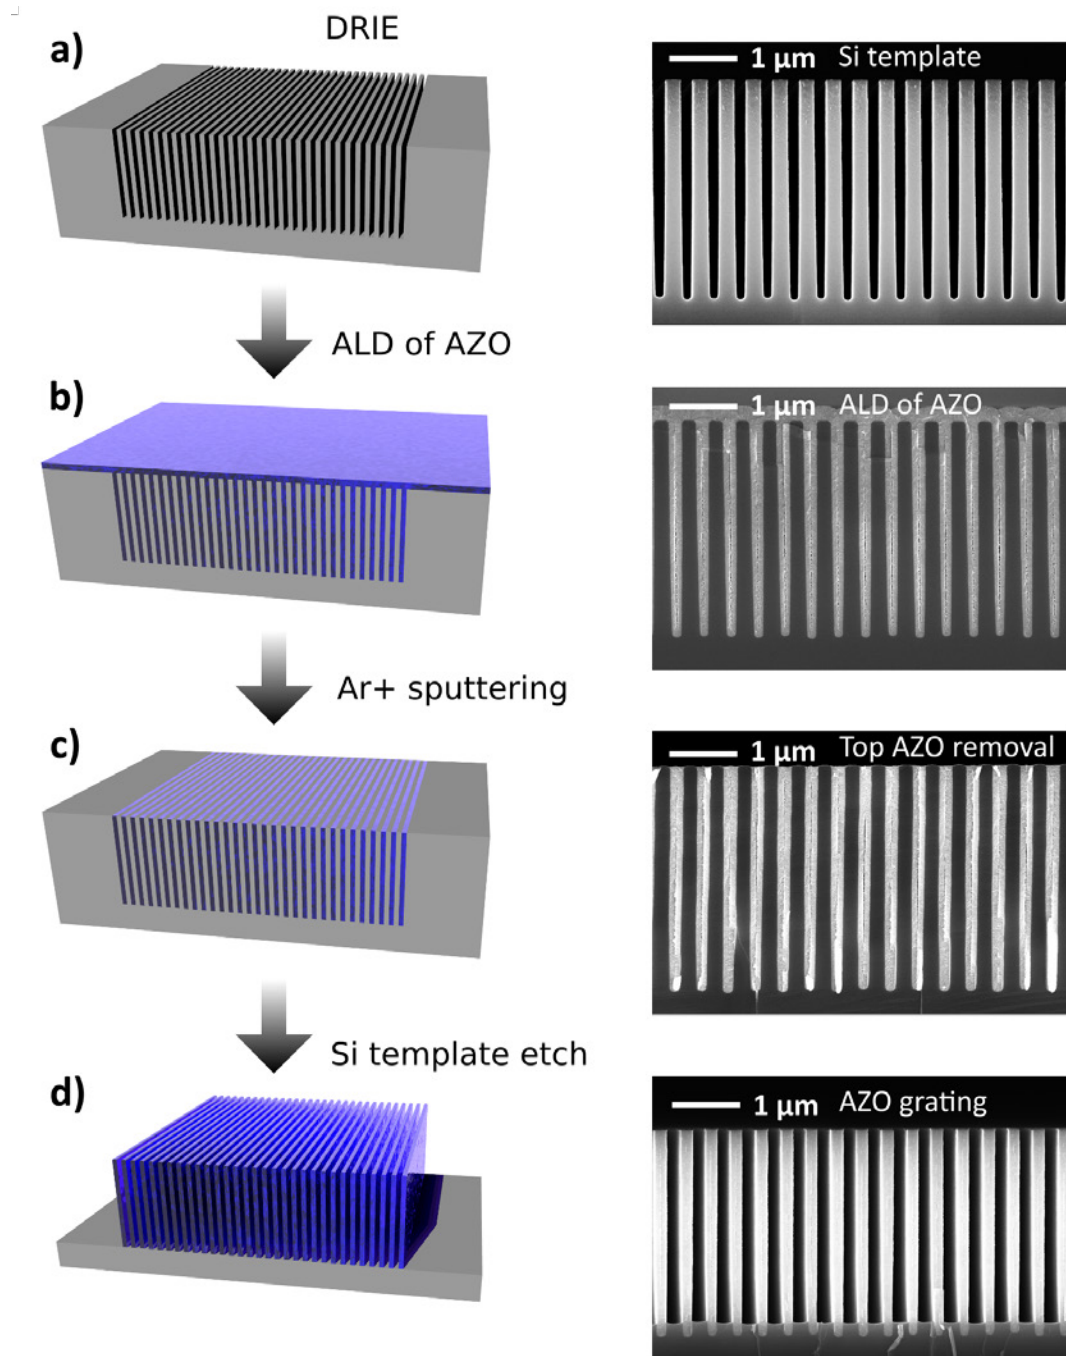 DRIE
a)
1 μm Si template
ALD of AZO
b)
1 μm ALD of AZO
Ar+ sputtering
c)
1 μm Top AZO removal
Si template etch
d)
1 μm AZO grating